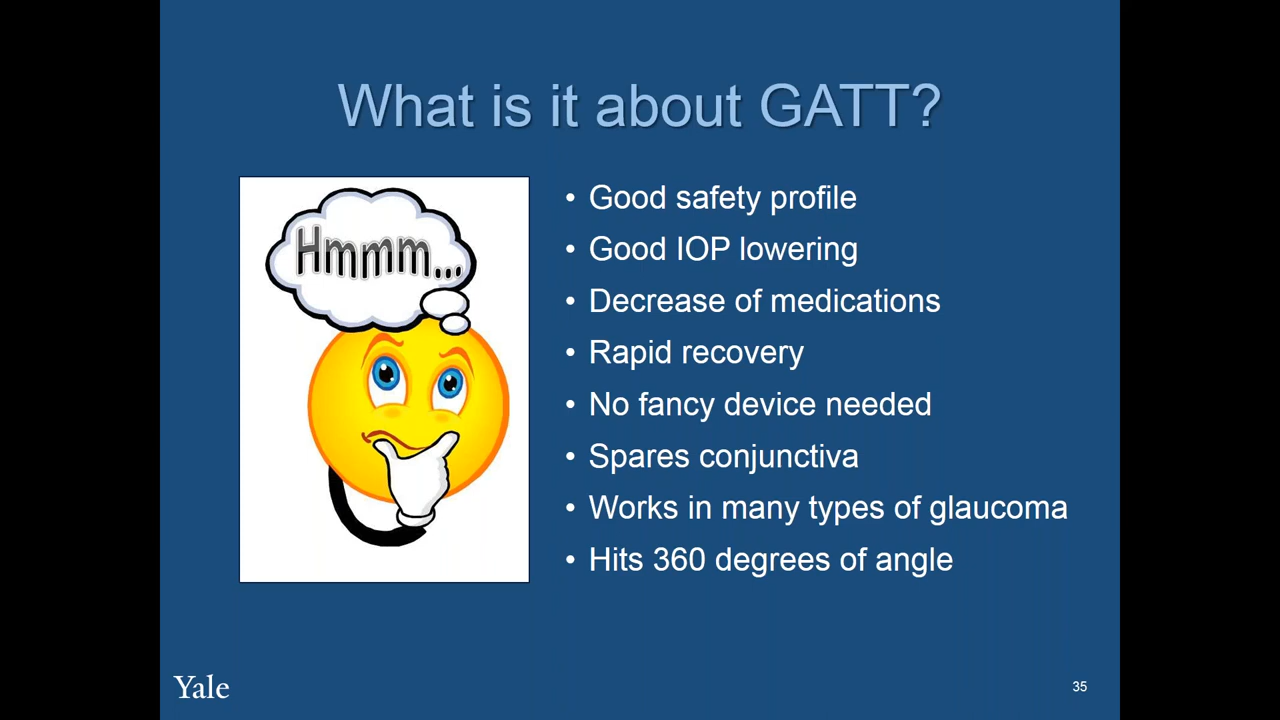 What is it about GATT?
Hmmm...
• Good safety profile
• Good IOP lowering
• Decrease of medications
• Rapid recovery
• No fancy device needed
• Spares conjunctiva
• Works in many types of glaucoma
• Hits 360 degrees of angle
Yale
35